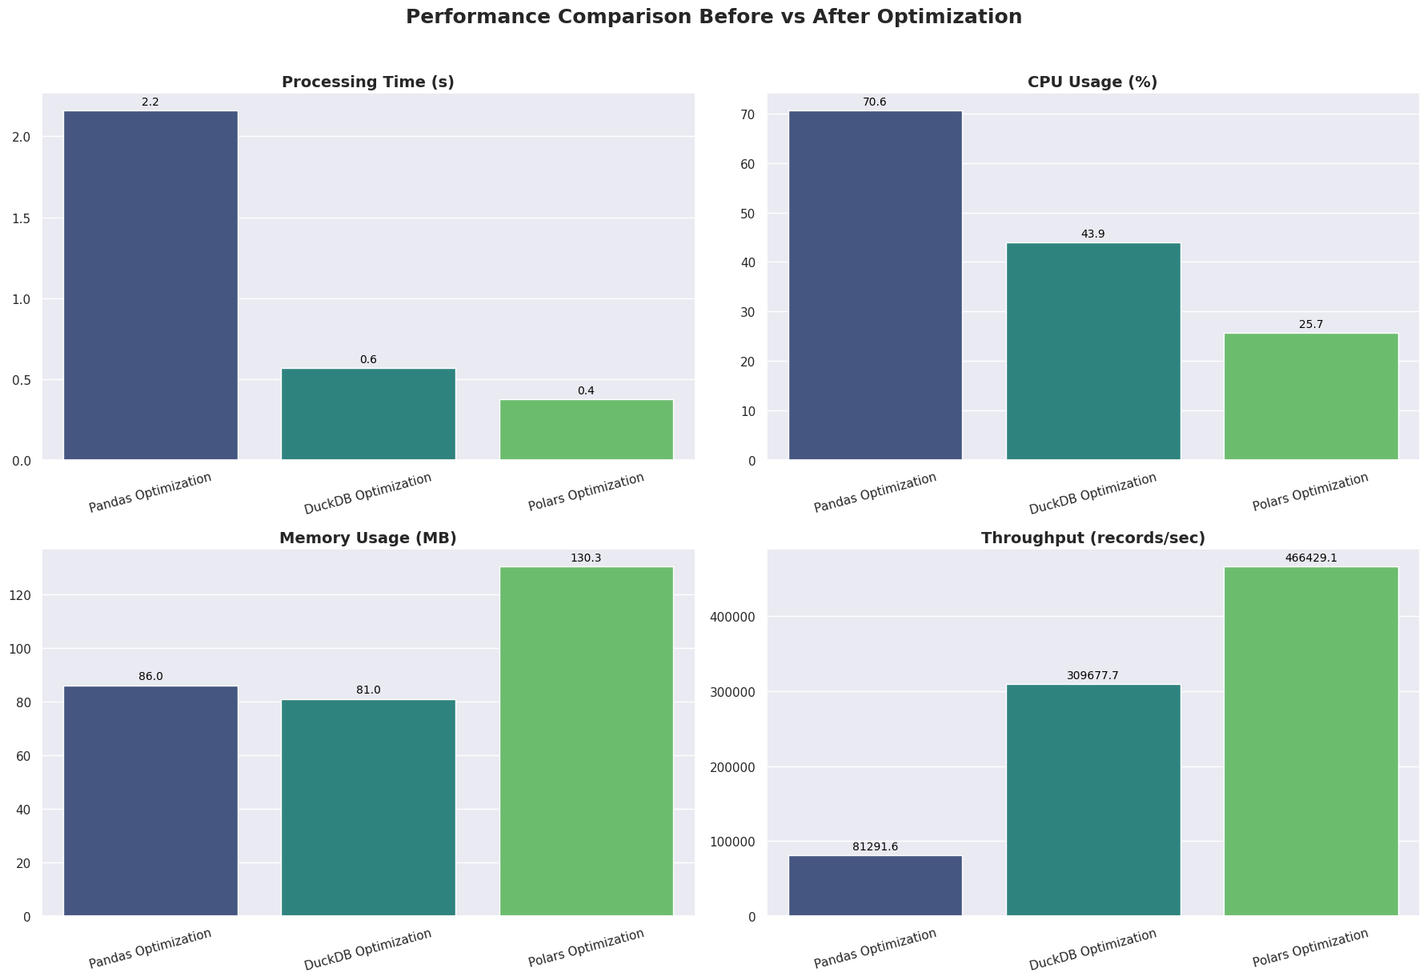 Performance Comparison Before vs After Optimization
Processing Time (s)
2.0
1.5
1.0
0.5
0.0
2.2
0.6
0.4
Pandas Optimization
DuckDB Optimization
Polars Optimization
CPU Usage (%)
70
60
50
40
30
20
10
0
70.6
43.9
25.7
Pandas Optimization
DuckDB Optimization
Polars Optimization
Memory Usage (MB)
120
100
80
60
40
20
0
86.0
81.0
130.3
Pandas Optimization
DuckDB Optimization
Polars Optimization
Throughput (records/sec)
400000
300000
200000
100000
0
81291.6
309677.7
466429.1
Pandas Optimization
DuckDB Optimization
Polars Optimization